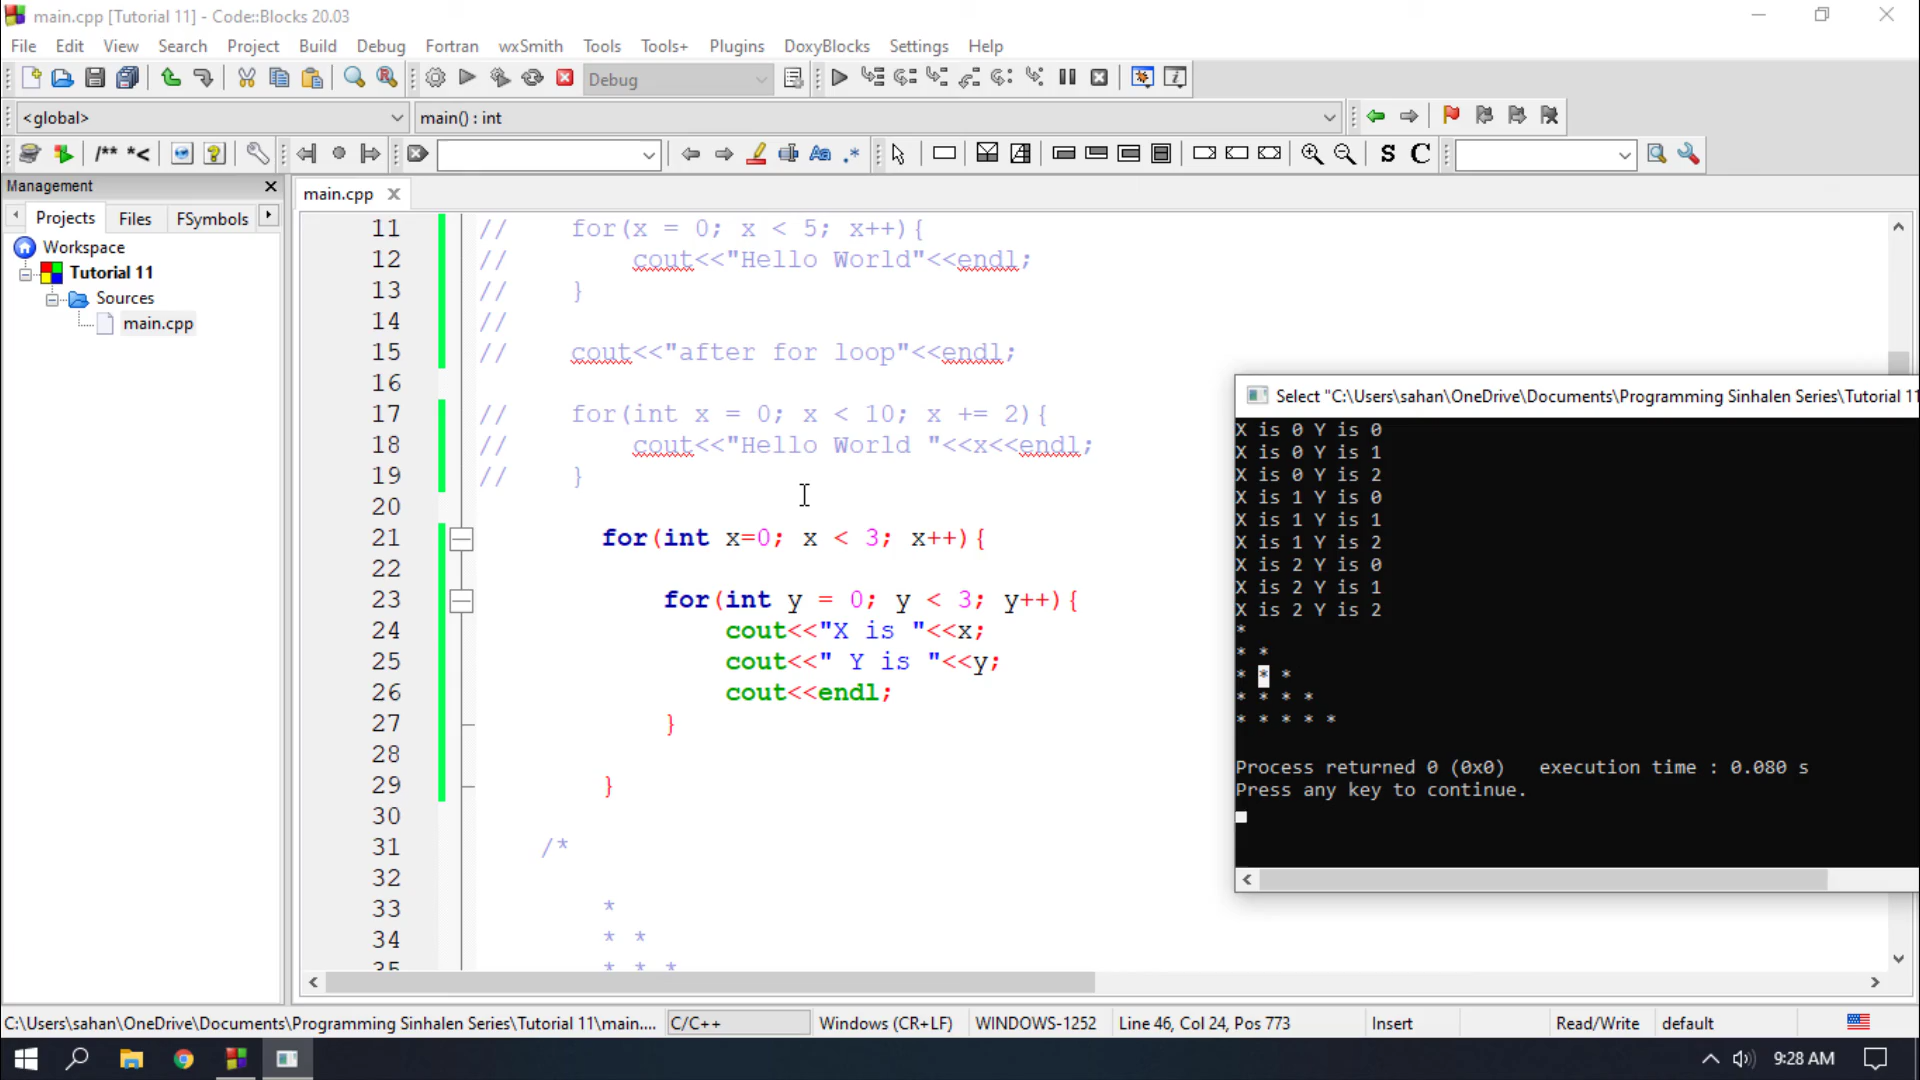 main.cpp [Tutorial 11] - Code::Blocks 20.03
File Edit View Search Project Build Debug Fortran wxSmith Tools Tools+ Plugins DoxyBlocks Settings Help
Debug
<global> main() : int
/** *< Aa .* S C
Management
main.cpp
Projects Files FSymbols
Workspace
Tutorial 11
Sources
main.cpp
11 // for(x = 0; x < 5; x++){
12 // cout<<"Hello World"<<endl;
13 // }
14 //
15 // cout<<"after for loop"<<endl;
16
17 // for(int x = 0; x < 10; x += 2){
18 // cout<<"Hello World "<<x<<endl;
19 // }
20
21 for(int x=0; x < 3; x++){
22
23 for(int y = 0; y < 3; y++){
24 cout<<"X is "<<x;
25 cout<<" Y is "<<y;
26 cout<<endl;
27 }
28
29 }
30
31 /*
32
33 *
34 * *
35 * * *
Select "C:\Users\sahan\OneDrive\Documents\Programming Sinhalen Series\Tutorial 11
X is 0 Y is 0
X is 0 Y is 1
X is 0 Y is 2
X is 1 Y is 0
X is 1 Y is 1
X is 1 Y is 2
X is 2 Y is 0
X is 2 Y is 1
X is 2 Y is 2
*
* *
* * *
* * * *
* * * * *
Process returned 0 (0x0) execution time : 0.080 s
Press any key to continue.
C:\Users\sahan\OneDrive\Documents\Programming Sinhalen Series\Tutorial 11\main.... C/C++ Windows (CR+LF) WINDOWS-1252 Line 46, Col 24, Pos 773 Insert Read/Write default
9:28 AM